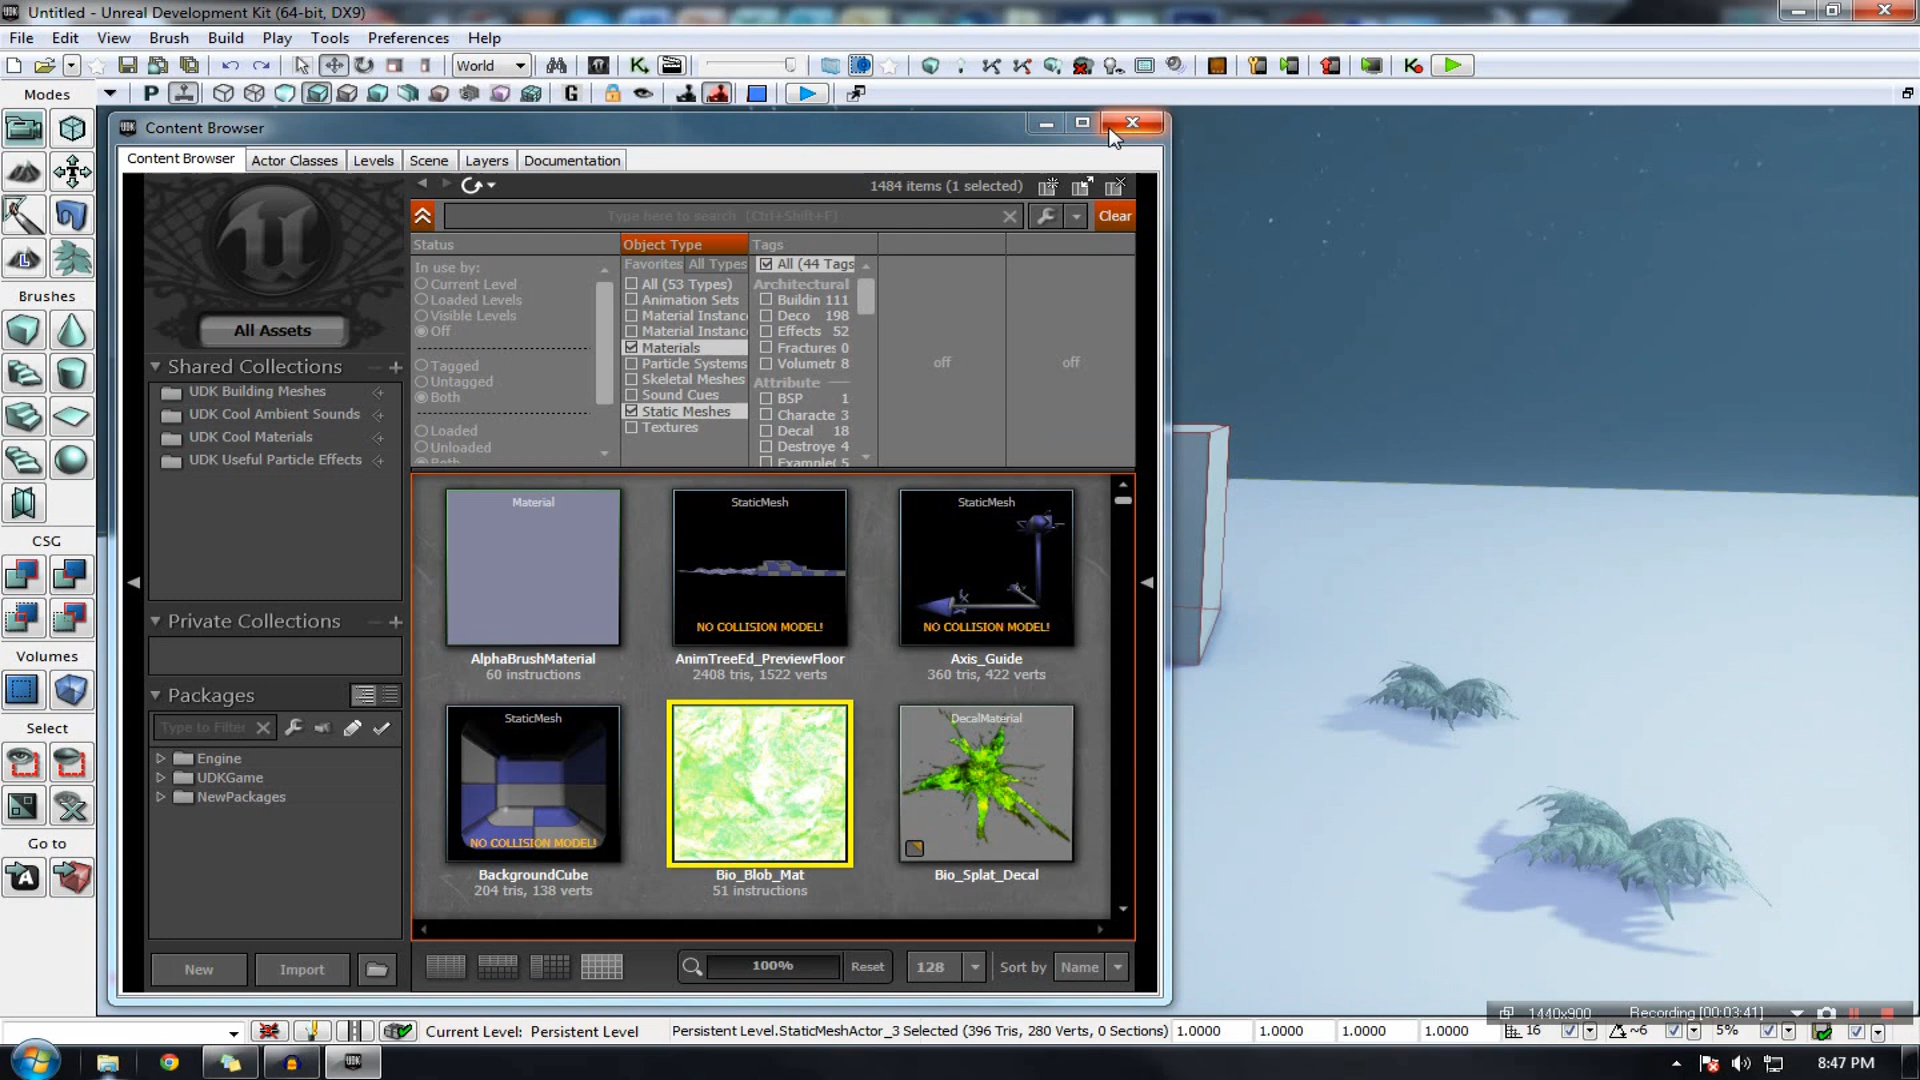 Untitled - Unreal Development Kit (64-bit, DX9)
File Edit View Brush Build Play Tools Preferences Help
World
Modes
P G
Content Browser
Content Browser Actor Classes Levels Scene Layers Documentation
1484 items (1 selected)
Type here to search (Ctrl+Shift+F) Clear
Status Object Type Tags
In use by: Favorites All Types All (44 Tags
Current Level All (53 Types) Architectural
Loaded Levels Animation Sets Buildin 111
Visible Levels Material Instanc Deco 198
Off Material Instanc Effects 52
Materials Fractures 0
Tagged Particle Systems Volumetr 8
Untagged Skeletal Meshes Attribute
Both Sound Cues BSP 1
Static Meshes Characte 3
Loaded Textures Decal 18
Unloaded Destroye 4
Both Example( 5
off off
All Assets
Shared Collections
UDK Building Meshes
UDK Cool Ambient Sounds
UDK Cool Materials
UDK Useful Particle Effects
Private Collections
Packages
Type to Filter
Engine
UDKGame
NewPackages
New Import
Brushes
CSG
Volumes
Select
Go to
Material StaticMesh StaticMesh
NO COLLISION MODEL! NO COLLISION MODEL!
AlphaBrushMaterial AnimTreeEd_PreviewFloor Axis_Guide
60 instructions 2408 tris, 1522 verts 360 tris, 422 verts
StaticMesh DecalMaterial
NO COLLISION MODEL!
BackgroundCube Bio_Blob_Mat Bio_Splat_Decal
204 tris, 138 verts 51 instructions
100% Reset 128 Sort by Name
1440x900 Recording [00:03:41]
Current Level: Persistent Level Persistent Level.StaticMeshActor_3 Selected (396 Tris, 280 Verts, 0 Sections) 1.0000 1.0000 1.0000 1.0000 16 ~6 5%
8:47 PM